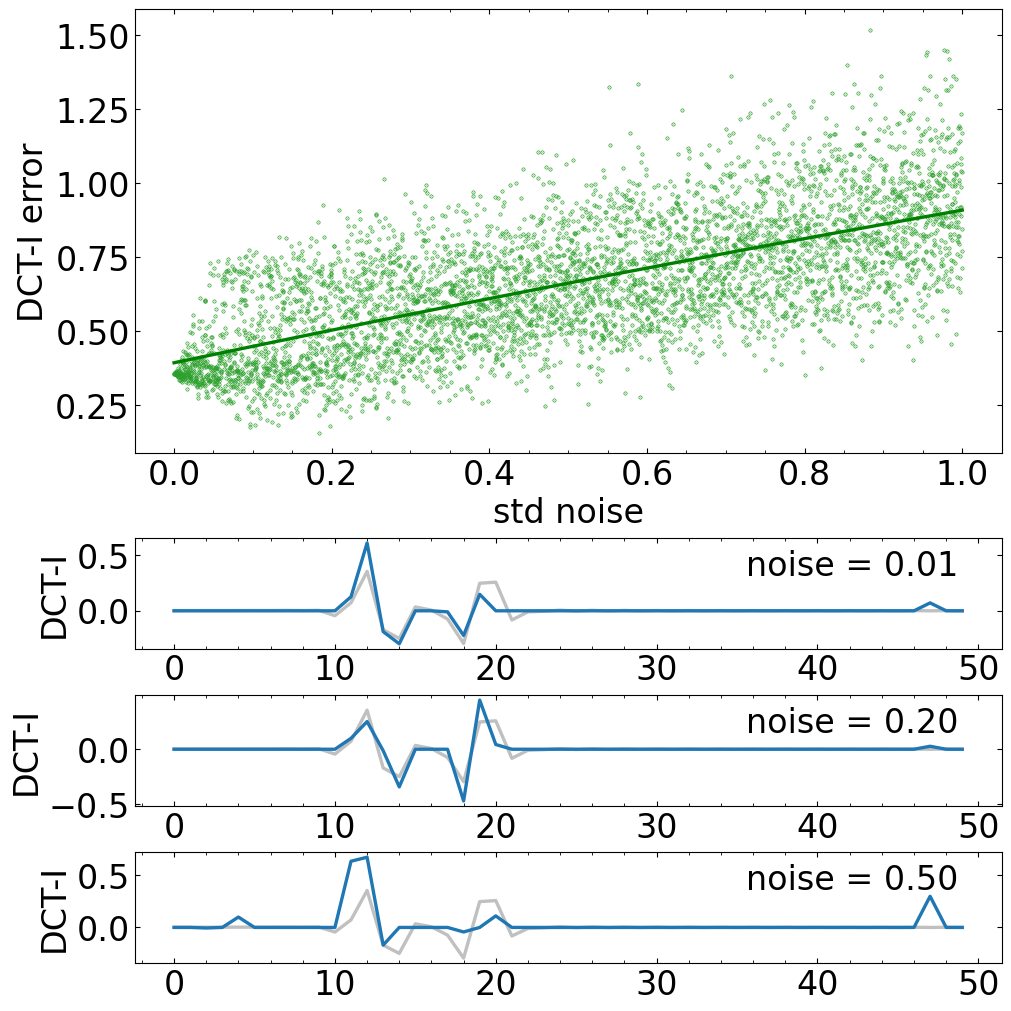 1.50
1.25
1.00
0.75
0.50
0.25
DCT-I error
0.0 0.2 0.4 0.6 0.8 1.0
std noise
DCT-I
0.5
0.0
noise = 0.01
0 10 20 30 40 50
DCT-I
0.0
−0.5
noise = 0.20
0 10 20 30 40 50
DCT-I
0.5
0.0
noise = 0.50
0 10 20 30 40 50